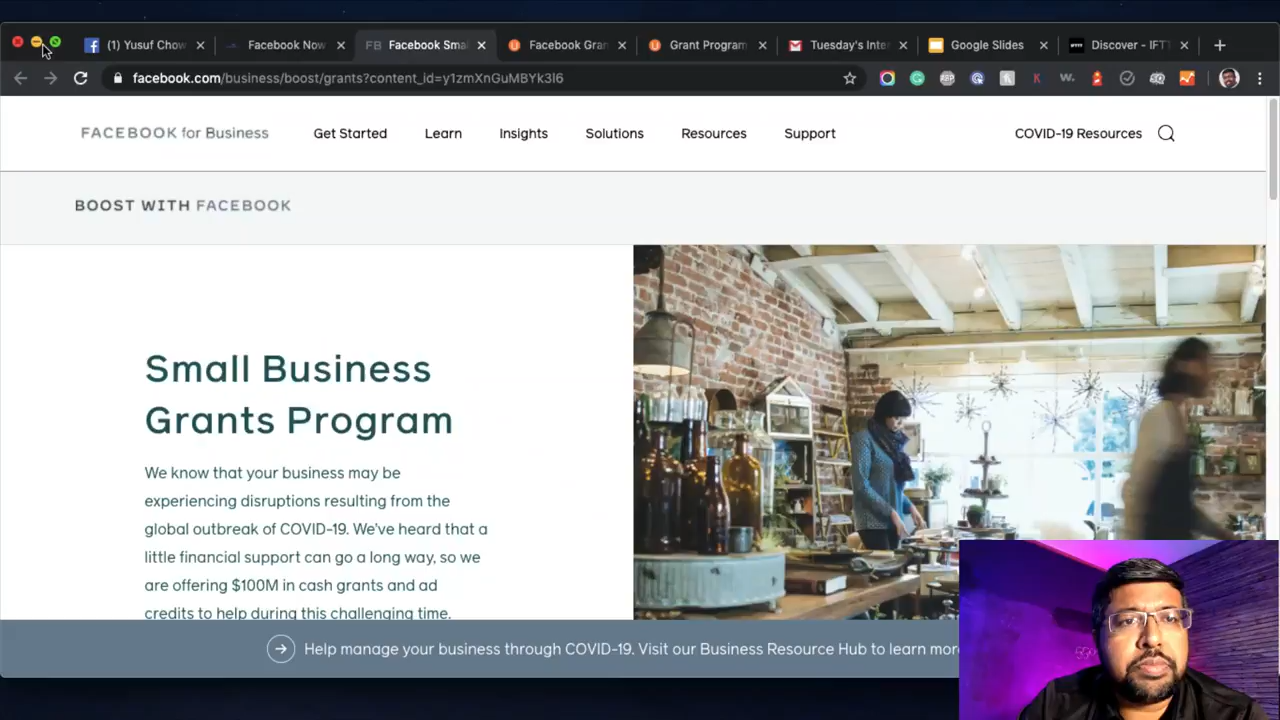 (1) Yusuf Chow
Facebook Now
FB Facebook Smal
Facebook Gran
Grant Program
Tuesday's Inte
Google Slides
Discover - IFT
facebook.com/business/boost/grants?content_id=y1zmXnGuMBYk3l6
FACEBOOK for Business
Get Started
Learn
Insights
Solutions
Resources
Support
COVID-19 Resources
BOOST WITH FACEBOOK
Small Business
Grants Program
We know that your business may be
experiencing disruptions resulting from the
global outbreak of COVID-19. We've heard that a
little financial support can go a long way, so we
are offering $100M in cash grants and ad
credits to help during this challenging time.
Help manage your business through COVID-19. Visit our Business Resource Hub to learn more